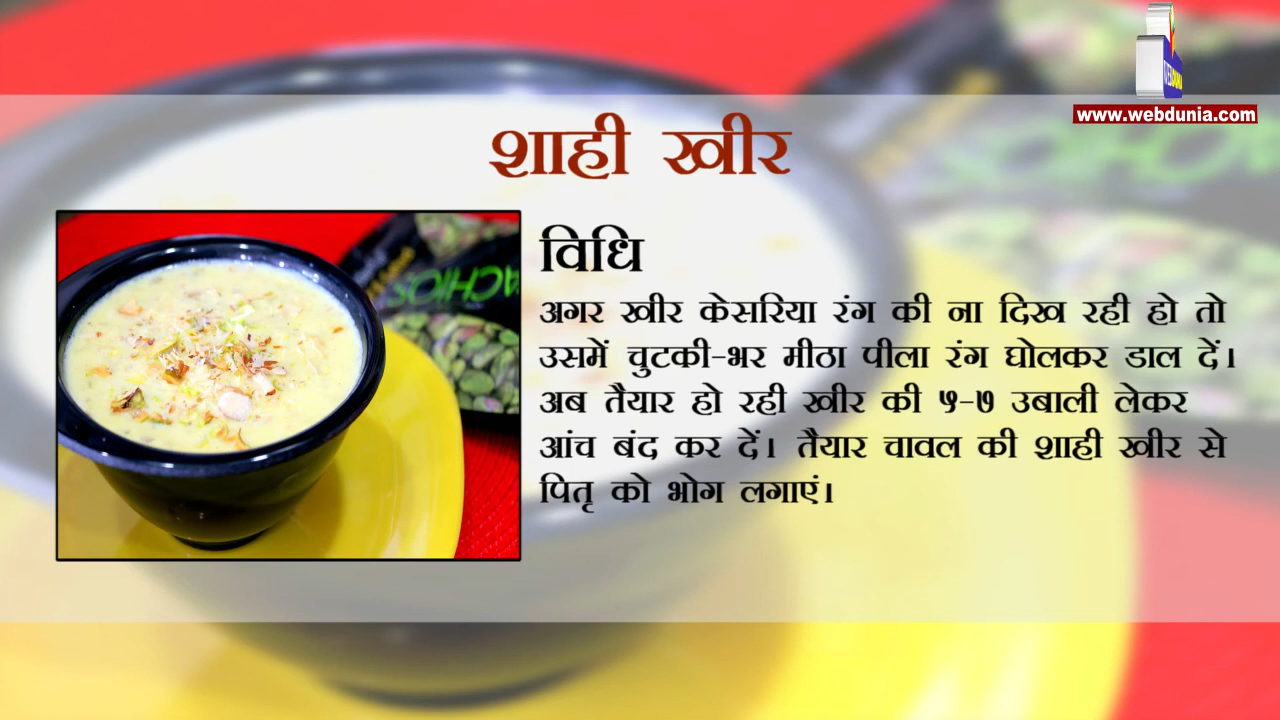 WEBDUNIA
www.webdunia.com
शाही खीर
विधि
अगर खीर केसरिया रंग की ना दिख रही हो तो
उसमें चुटकी-भर मीठा पीला रंग घोलकर डाल दें।
अब तैयार हो रही खीर की ५-७ उबाली लेकर
आंच बंद कर दें। तैयार चावल की शाही खीर से
पितृ को भोग लगाएं।